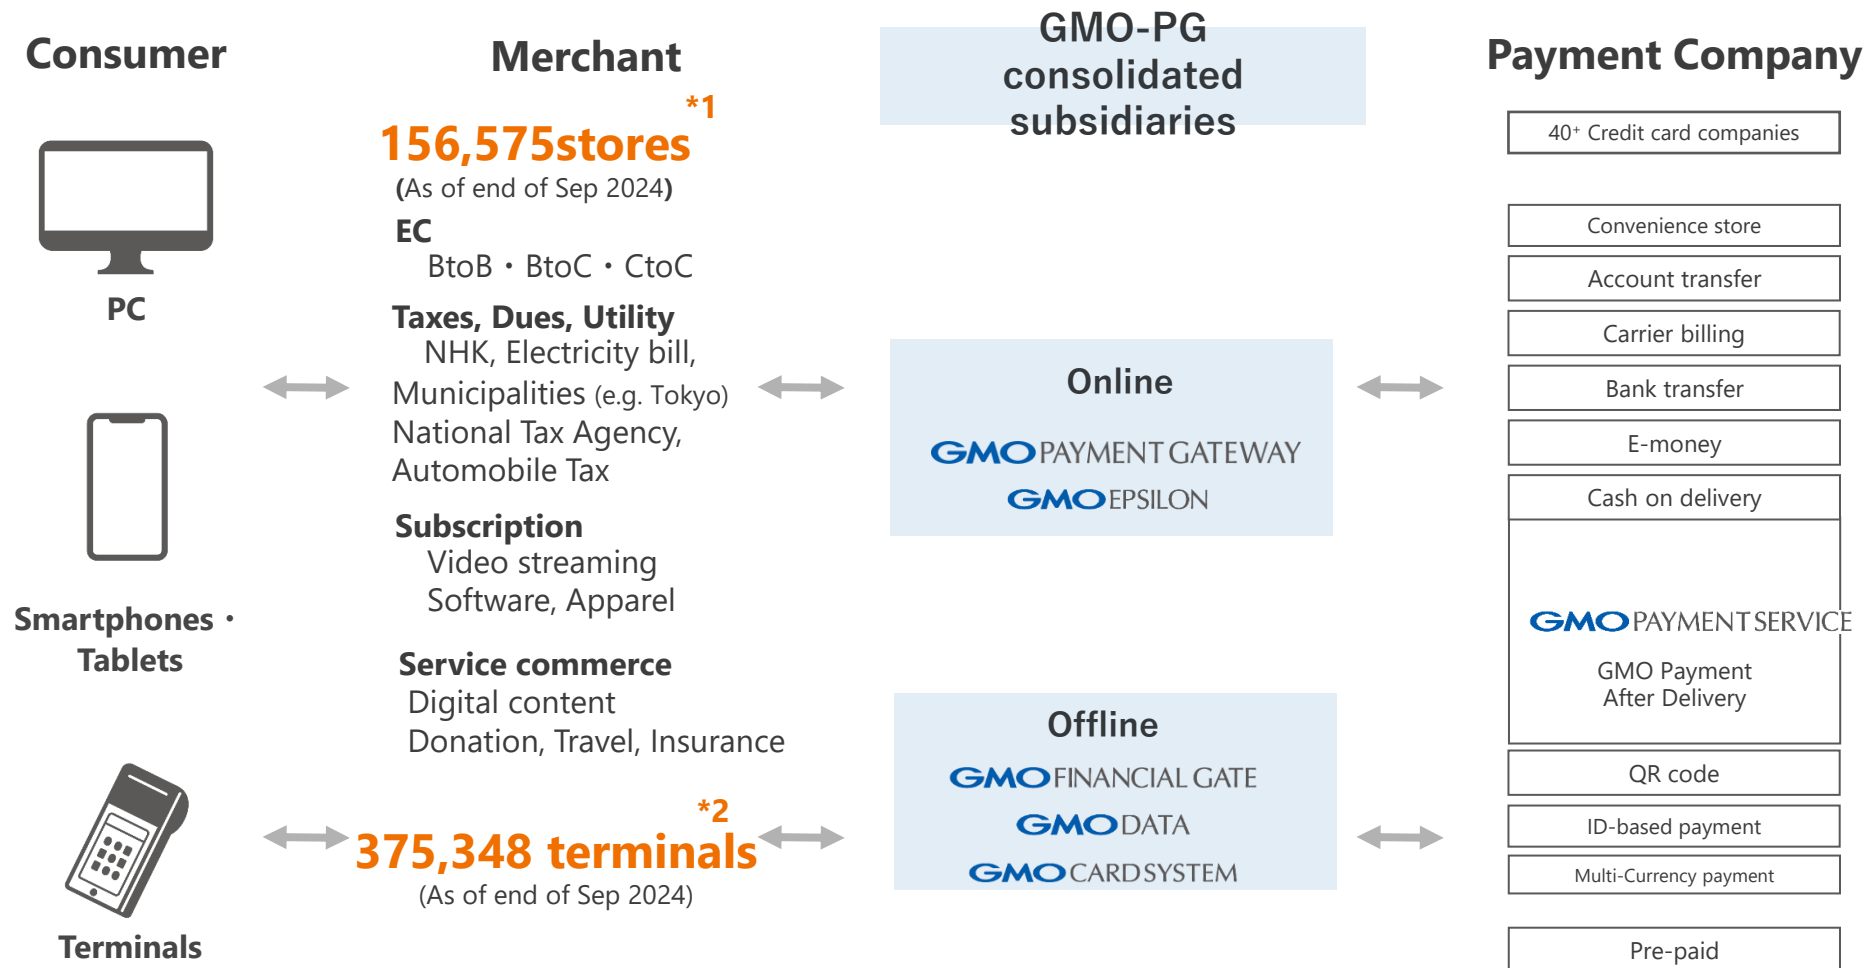 Consumer
PC
Smartphones・
Tablets
Terminals
Merchant
156,575stores*1
(As of end of Sep 2024)
EC
BtoB・BtoC・CtoC
Taxes, Dues, Utility
NHK, Electricity bill,
Municipalities (e.g. Tokyo)
National Tax Agency,
Automobile Tax
Subscription
Video streaming
Software, Apparel
Service commerce
Digital content
Donation, Travel, Insurance
375,348 terminals*2
(As of end of Sep 2024)
GMO-PG
consolidated
subsidiaries
Online
GMO PAYMENT GATEWAY
GMO EPSILON
Offline
GMO FINANCIAL GATE
GMO DATA
GMO CARD SYSTEM
Payment Company
40+ Credit card companies
Convenience store
Account transfer
Carrier billing
Bank transfer
E-money
Cash on delivery
GMO PAYMENT SERVICE
GMO Payment
After Delivery
QR code
ID-based payment
Multi-Currency payment
Pre-paid